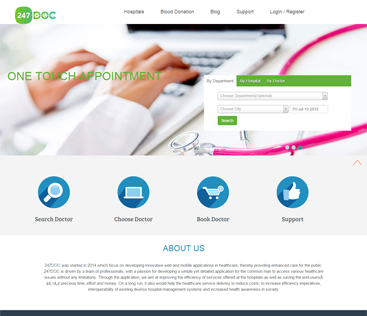 247 DOC
Hospitals Blood Donation Blog Support Login / Register
ONE TOUCH APPOINTMENT
By Department By Hospital By Doctor
Choose Department(Optional)
Choose City Fri Jul 10 2015
Search
Search Doctor Choose Doctor Book Doctor Support
ABOUT US
247DOC was started in 2014 which focus on developing innovative web and mobile applications in healthcare, thereby providing enhanced care for the public.
247DOC is driven by a team of professionals, with a passion for developing a simple yet detailed application for the common man to access various healthcare
issues without any limitations. Through the application, we aim at improving the efficiency of services offered at the hospitals as well as saving the end users
precious time, effort and money. On a long run, it also would help the healthcare service delivery to reduce costs, to increase efficiency imperatives,
interoperability of existing diverse hospital management systems and increased health awareness in society.